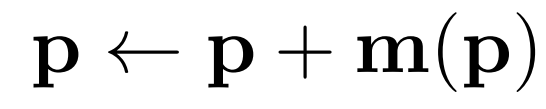 p ← p + m(p)